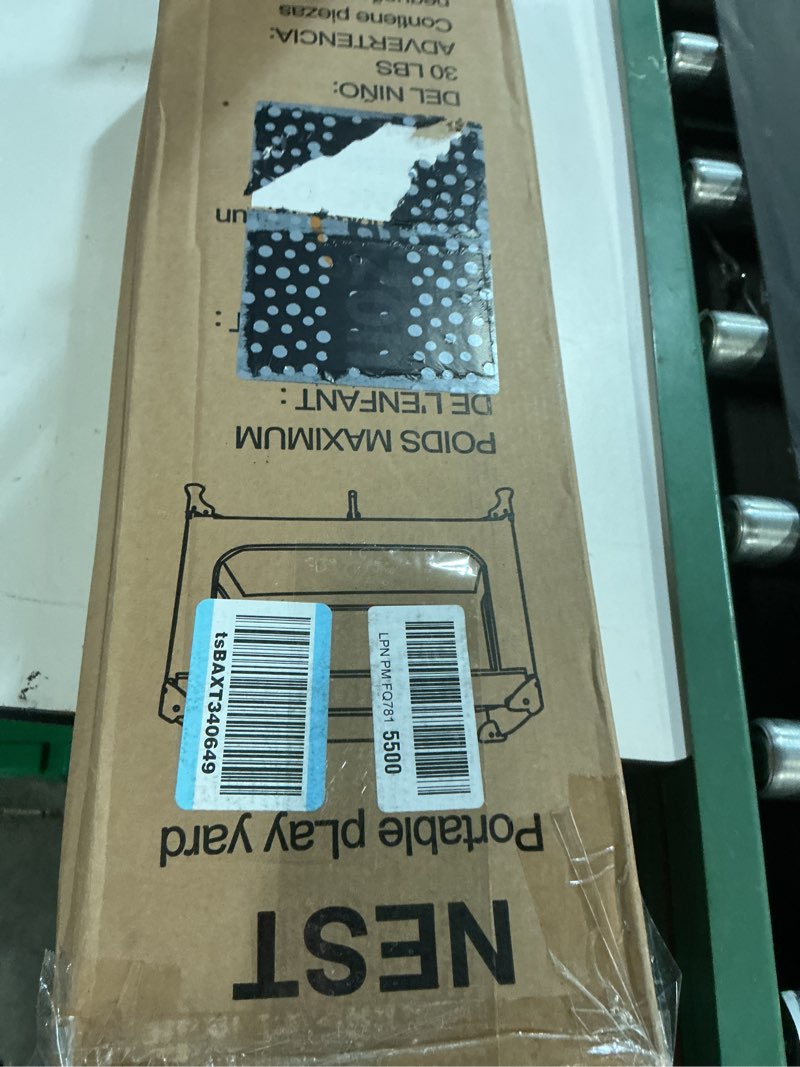 NEST
Portable pLay yard
LPN PM FQ781 5500
tsBAXT340649
POIDS MAXIMUM
DE L'ENFANT :
DEL NIÑO:
30 LBS
ADVERTENCIA:
Contiene piezas